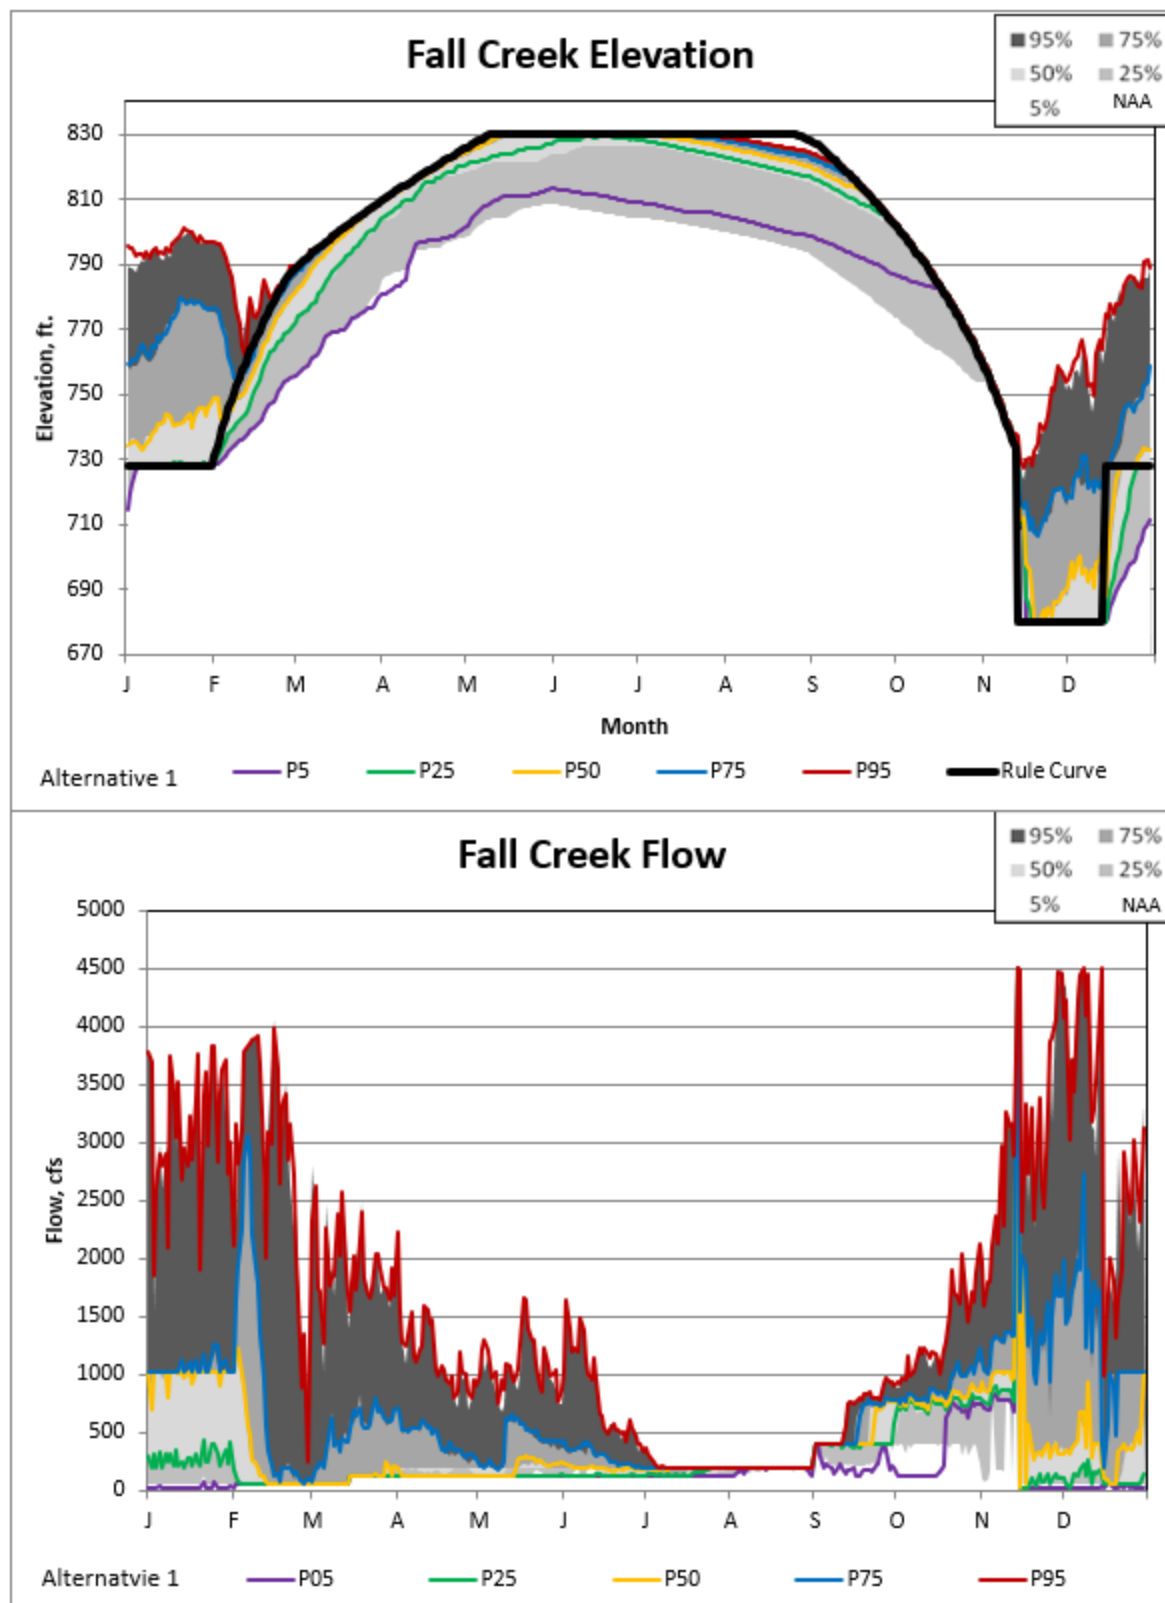 Fall Creek Elevation
95% 75%
50% 25%
5% NAA
830
810
790
770
750
730
710
690
670
Elevation, ft.
J F M A M J J A S O N D
Month
Alternative 1 P5 P25 P50 P75 P95 Rule Curve
Fall Creek Flow
95% 75%
50% 25%
5% NAA
5000
4500
4000
3500
3000
2500
2000
1500
1000
500
0
Flow, cfs
J F M A M J J A S O N D
Alternatvie 1 P05 P25 P50 P75 P95